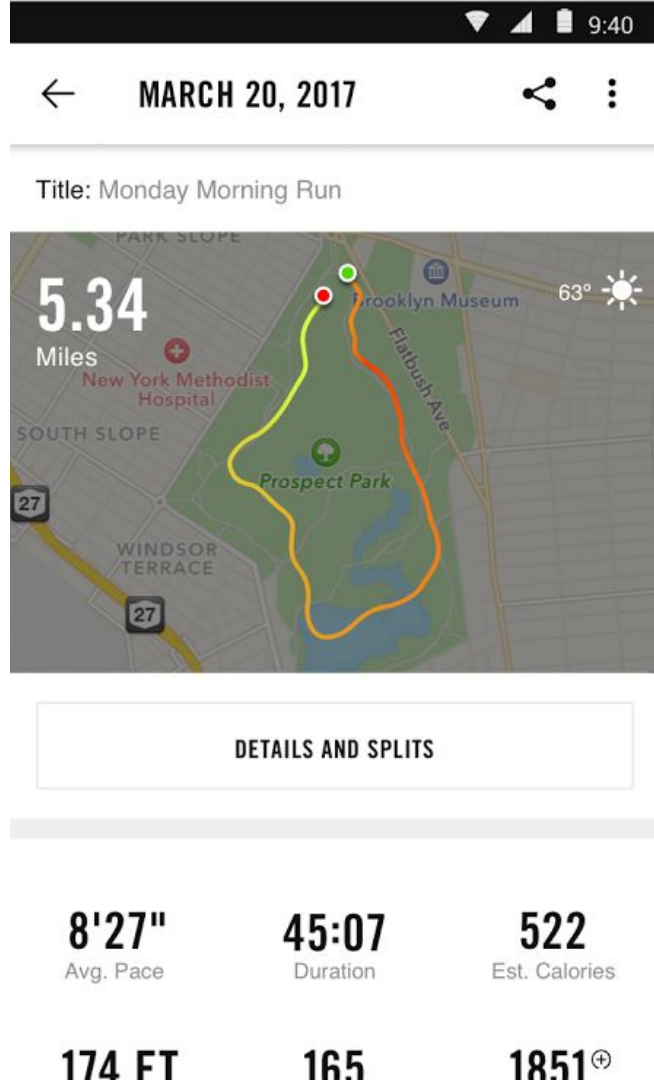 9:40
MARCH 20, 2017
Title: Monday Morning Run
PARK SLOPE
5.34
Miles
63°
Brooklyn Museum
New York Methodist
Hospital
Flatbush Ave
SOUTH SLOPE
Prospect Park
27
WINDSOR
TERRACE
27
DETAILS AND SPLITS
8'27" 45:07 522
Avg. Pace Duration Est. Calories
174 FT 165 1851